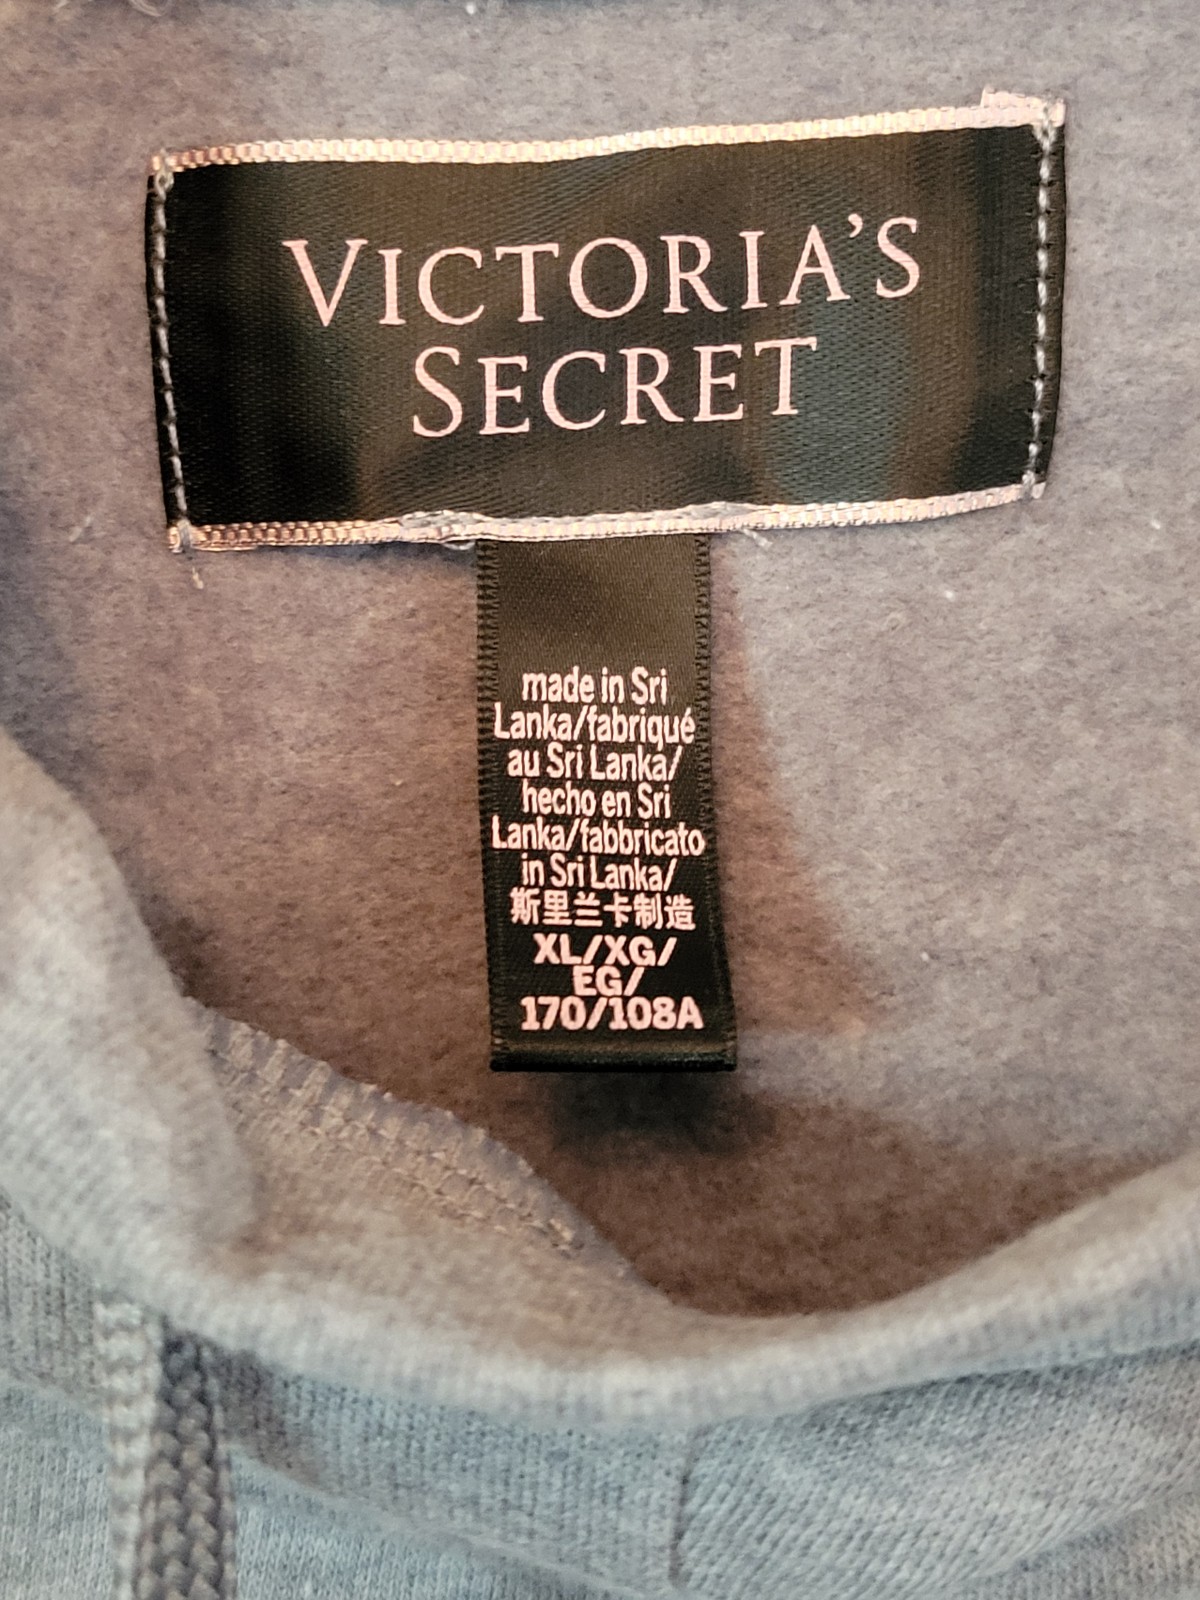 VICTORIA'S
SECRET
made in Sri
Lanka/fabriqué
au Sri Lanka/
hecho en Sri
Lanka/fabbricato
in Sri Lanka/
斯里兰卡制造
XL/XG/
EG/
170/108A